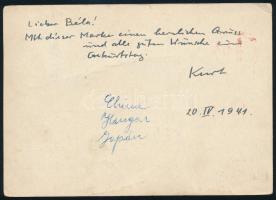 Lieber Béla!
Mit dieser Marke einen herzlichen Gruss
und alle guten Wünsche zum
Geburtstag.
Kurt
China
Hungar
Japan
20. IV. 1941.